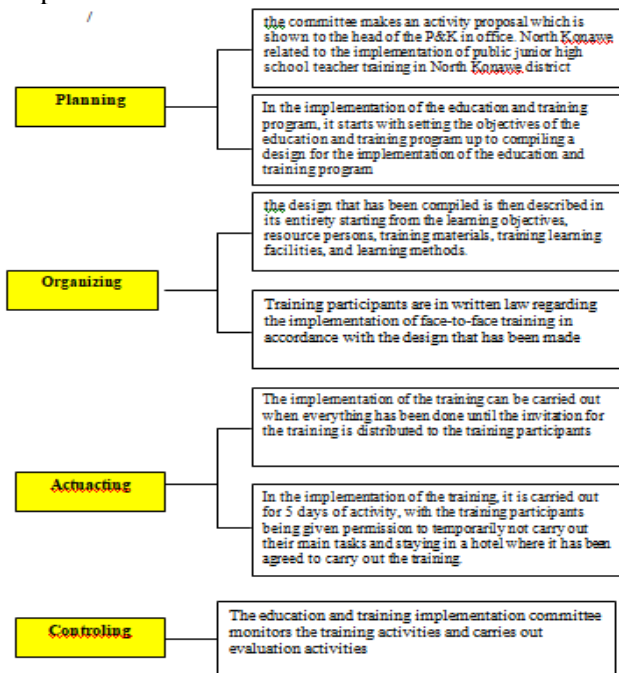 /
the committee makes an activity proposal which is
shown to the head of the P&K in office. North Konawe
related to the implementation of public junior high
school teacher training in North Konawe district
Planning
In the implementation of the education and training
program, it starts with setting the objectives of the
education and training program up to compiling a
design for the implementation of the education and
training program
the design that has been compiled is then described in
its entirety starting from the learning objectives,
resource persons, training materials, training learning
facilities, and learning methods.
Organizing
Training participants are in written law regarding
the implementation of face-to-face training in
accordance with the design that has been made
The implementation of the training can be carried out
when everything has been done until the invitation for
the training is distributed to the training participants
Actuacting
In the implementation of the training, it is carried out
for 5 days of activity, with the training participants
being given permission to temporarily not carry out
their main tasks and staying in a hotel where it has been
agreed to carry out the training.
The education and training implementation committee
monitors the training activities and carries out
evaluation activities
Controling